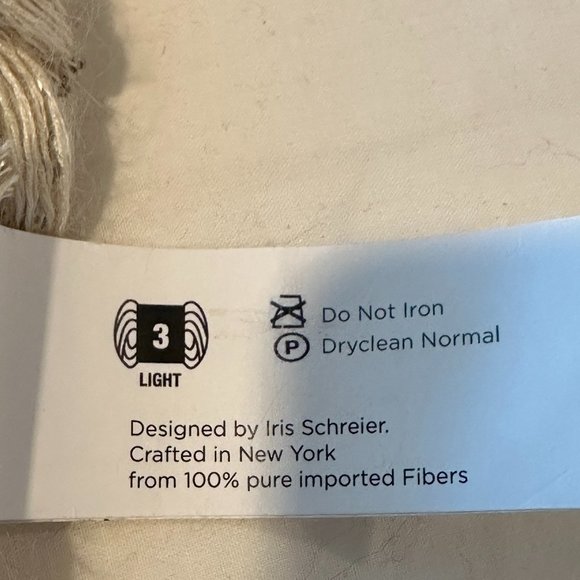 3
LIGHT
Do Not Iron
P Dryclean Normal
Designed by Iris Schreier.
Crafted in New York
from 100% pure imported Fibers